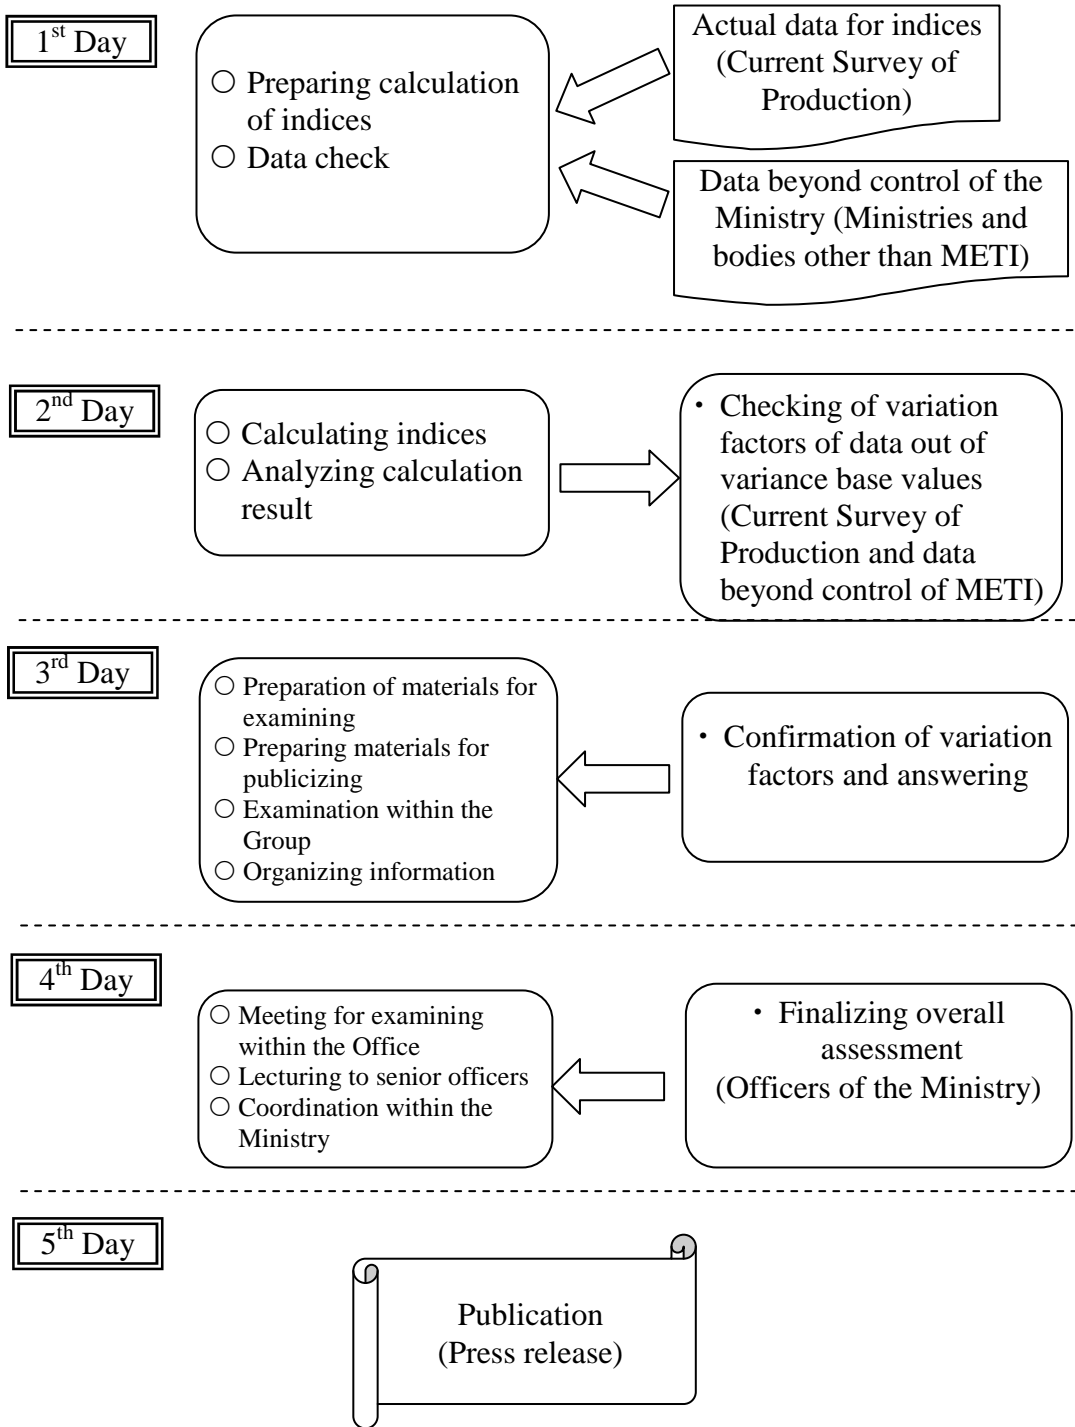 1st Day
○ Preparing calculation
of indices
○ Data check
Actual data for indices
(Current Survey of
Production)
Data beyond control of the
Ministry (Ministries and
bodies other than METI)
2nd Day
○ Calculating indices
○ Analyzing calculation
result
・ Checking of variation
factors of data out of
variance base values
(Current Survey of
Production and data
beyond control of METI)
3rd Day
○ Preparation of materials for
examining
○ Preparing materials for
publicizing
○ Examination within the
Group
○ Organizing information
・ Confirmation of variation
factors and answering
4th Day
○ Meeting for examining
within the Office
○ Lecturing to senior officers
○ Coordination within the
Ministry
・ Finalizing overall
assessment
(Officers of the Ministry)
5th Day
Publication
(Press release)